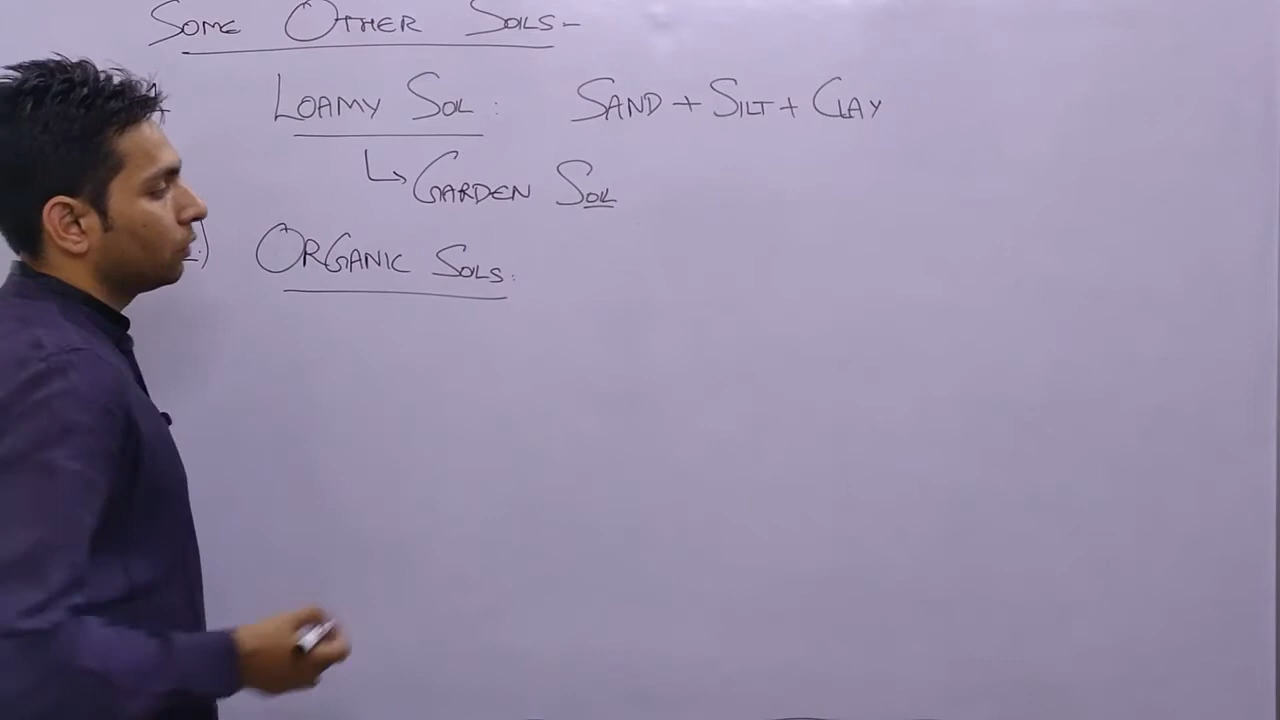 SOME OTHER SOILS-
LOAMY SOIL: SAND + SILT + CLAY
↳ GARDEN SOIL
ORGANIC SOILS: